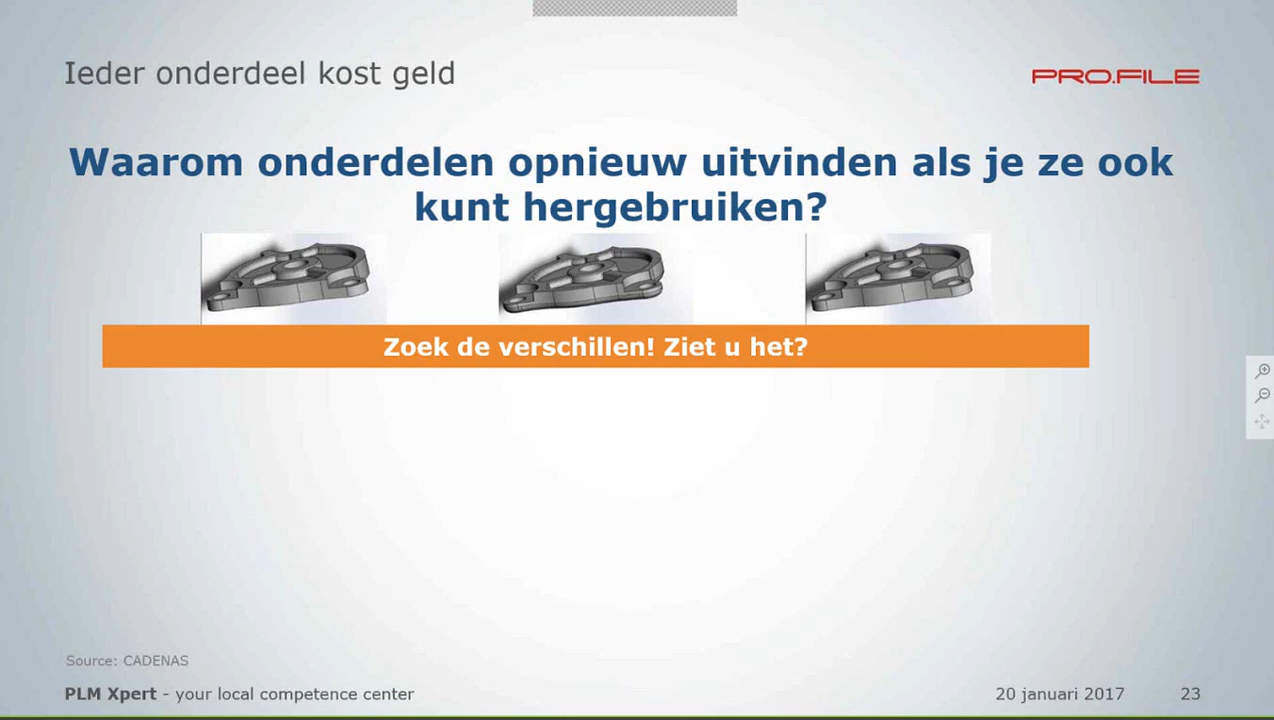 Ieder onderdeel kost geld
PRO.FILE
Waarom onderdelen opnieuw uitvinden als je ze ook
kunt hergebruiken?
Zoek de verschillen! Ziet u het?
Source: CADENAS
PLM Xpert - your local competence center
20 januari 2017
23